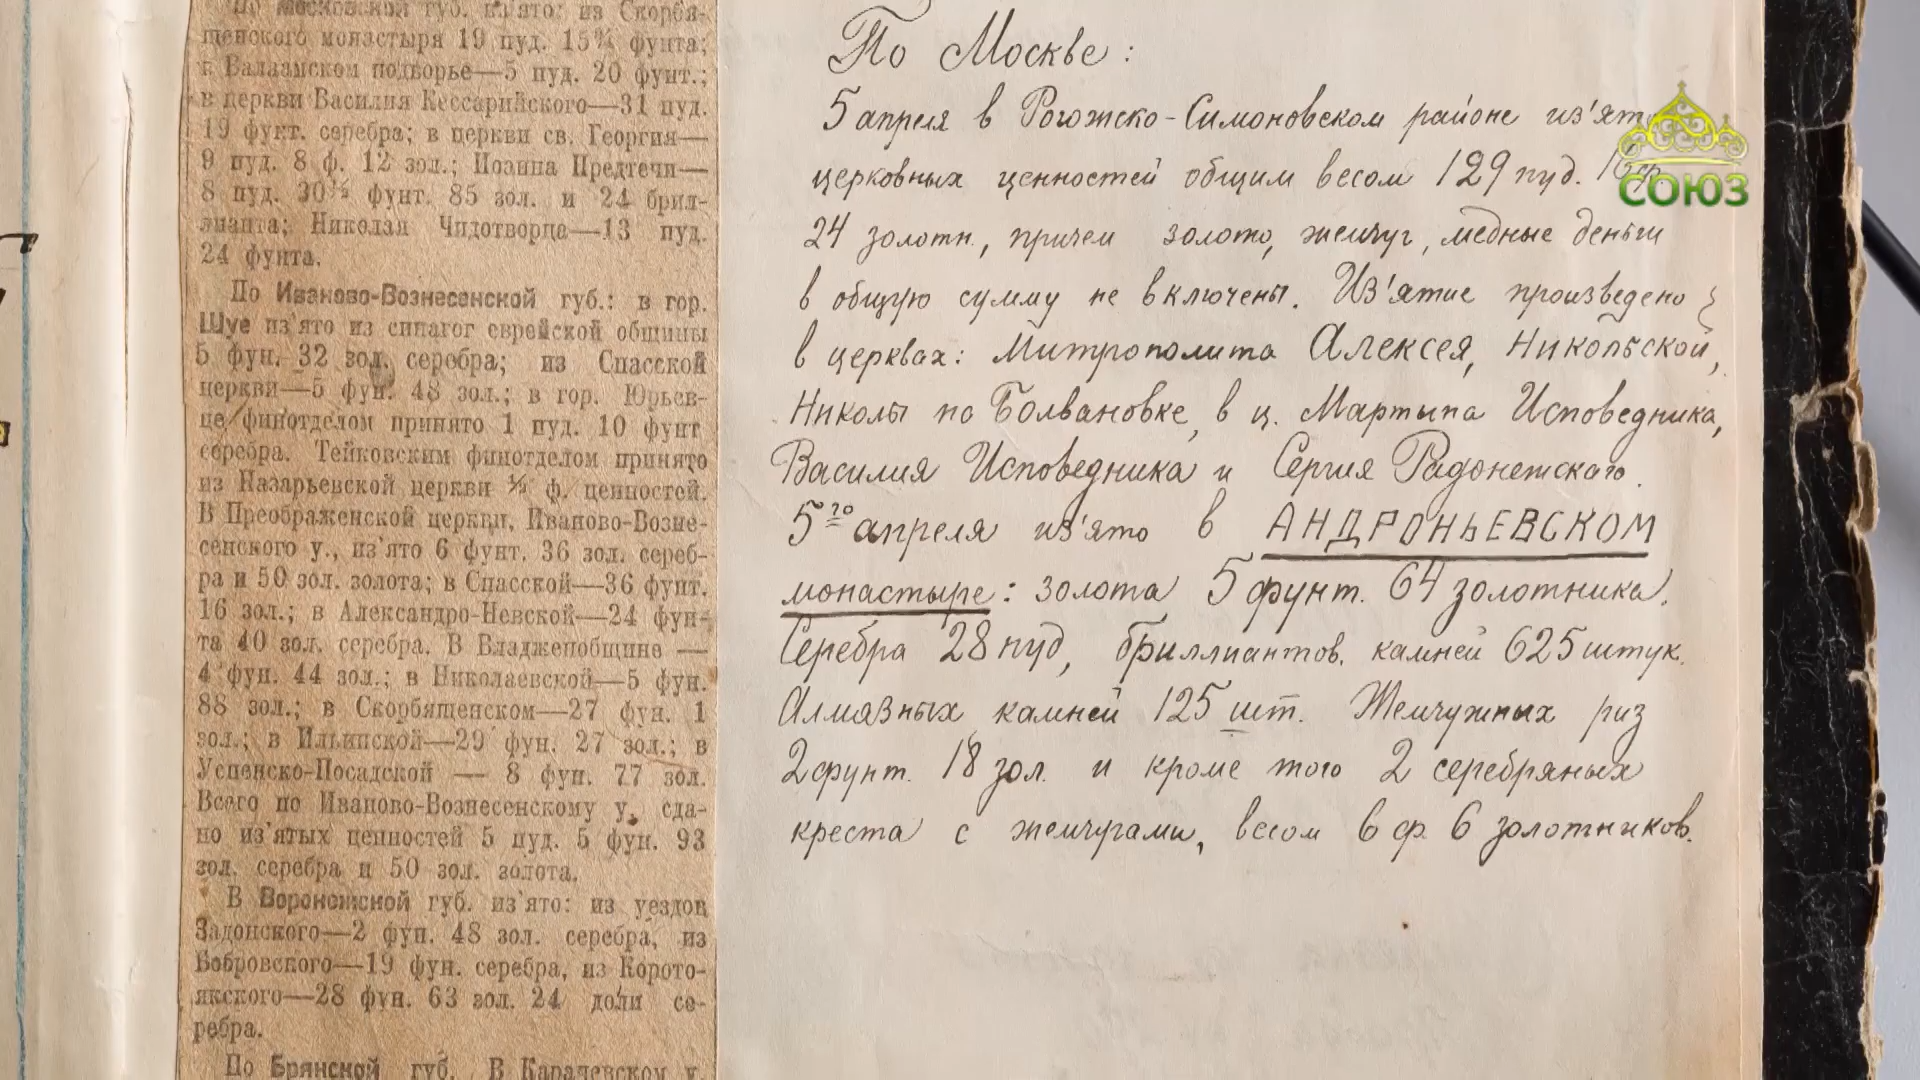 По Московской губ. из'ято: из Скорбя-
щенского монастыря 19 пуд. 15¾ фунта;
в Валаамском подворье—5 пуд. 20 фунт.;
в церкви Василия Кессарийского—31 пуд.
19 фунт. серебра; в церкви св. Георгия—
9 пуд. 8 ф. 12 зол.; Иоанна Предтечи—
8 пуд. 30½ фунт. 85 зол. и 24 брил-
лианта; Николая Чудотворца—13 пуд.
24 фунта.
По Иваново-Вознесенской губ.: в гор.
Шуе из'ято из синагог еврейской общины
5 фун. 32 зол. серебра; из Спасской
церкви—5 фун. 48 зол.; в гор. Юрьев-
це финотделом принято 1 пуд. 10 фунт
серебра. Тейковским финотделом принято
из Назарьевской церкви ½ ф. ценностей.
В Преображенской церкви, Иваново-Возне-
сенского у., из'ято 6 фунт. 36 зол. сереб-
ра и 50 зол. золота; в Спасской—36 фунт.
16 зол.; в Александро-Невской—24 фун-
та 40 зол. серебра. В Владженобщине —
4 фун. 44 зол.; в Николаевской—5 фун.
88 зол.; в Скорбященском—27 фун. 1
зол.; в Ильинской—29 фун. 27 зол.; в
Успенско-Посадской — 8 фун. 77 зол.
Всего по Иваново-Вознесенскому у. сда-
но из'ятых ценностей 5 пуд. 5 фун. 93
зол. серебра и 50 зол. золота.
В Воронежской губ. из'ято: из уездов
Задонского—2 фун. 48 зол. серебра, из
Бобровского—19 фун. серебра, из Корото-
якского—28 фун. 63 зол. 24 доли се-
ребра.
По Брянской губ. В Карачевском у.
По Москве:
5 апреля в Рогожско-Симоновском районе из'ято
церковных ценностей общим весом 129 пуд. 16 ф.
24 золотн., причем золото, жемчуг, медные деньги
в общую сумму не включены. Из'ятие произведено
в церквах: Митрополита Алексея, Никольской,
Николы на Болвановке, в ц. Мартына Исповедника,
Василия Исповедника и Сергия Радонежскаго.
5го апреля из'ято в АНДРОНЬЕВСКОМ
монастыре: золота 5 фунт. 64 золотника.
Серебра 28 пуд, бриллиантов. камней 625 штук.
Алмазных камней 125 шт. Жемчужных риз
2 фунт. 18 зол. и кроме того 2 серебряных
креста с жемчугами, весом 6 ф. 6 золотников.
СОЮЗ